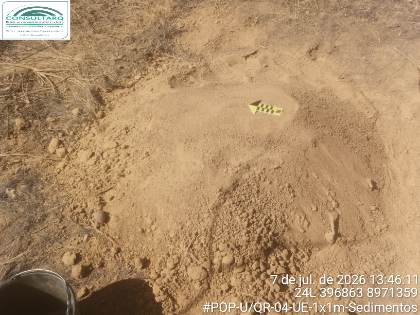 CONSULTARQ
7 de jul. de 2026 13:46:11
24L 396863 8971359
#POP-U/QR-04-UE-1x1m-Sedimentos